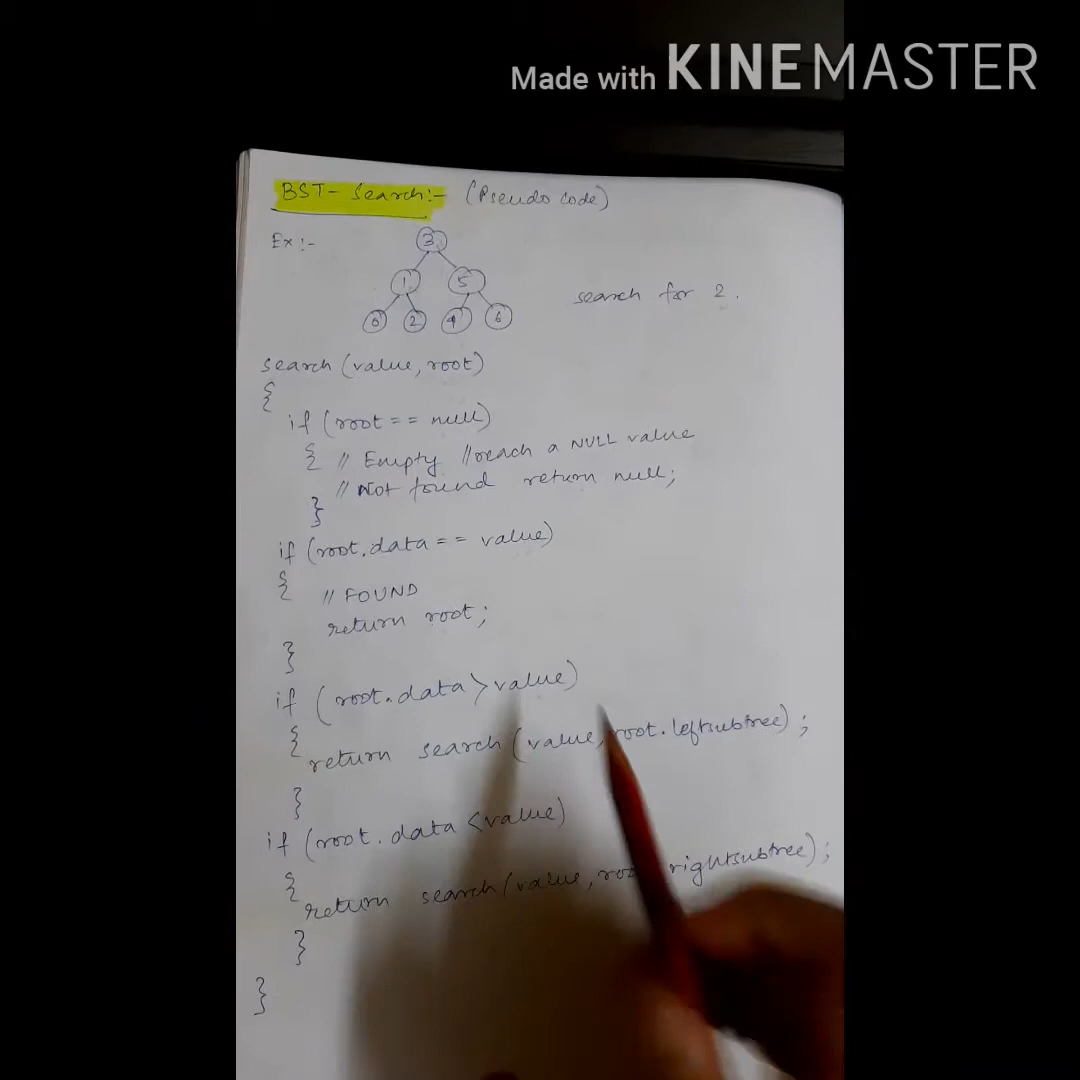 Made with KINEMASTER
BST- Search:- (Pseudo code)
Ex:-
3
1 5
0 2 4 6
search for 2.
search (value, root)
{
if (root == null)
{ // Empty //reach a NULL value
// Not found return null;
}
if (root.data == value)
{ // FOUND
return root;
}
if (root.data > value)
{
return search (value, root.leftsubtree);
}
if (root.data < value)
{
return search (value, rightsubtree);
}
}